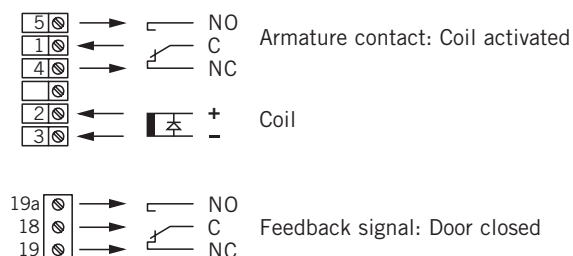 5 NO
1 C Armature contact: Coil activated
4 NC
2 + Coil
3 –
19a NO
18 C Feedback signal: Door closed
19 NC